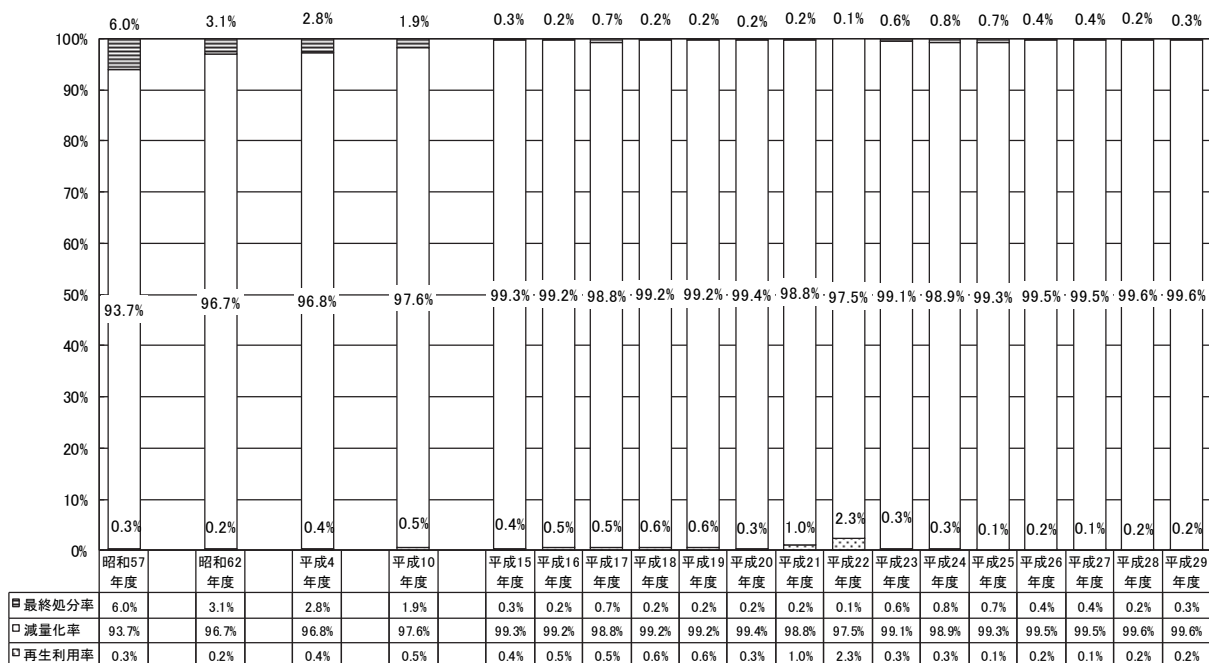 6.0% 3.1% 2.8% 1.9% 0.3% 0.2% 0.7% 0.2% 0.2% 0.2% 0.2% 0.1% 0.6% 0.8% 0.7% 0.4% 0.4% 0.2% 0.3%
100%
90%
80%
70%
60%
50%
93.7% 96.7% 96.8% 97.6% 99.3% 99.2% 98.8% 99.2% 99.2% 99.4% 98.8% 97.5% 99.1% 98.9% 99.3% 99.5% 99.5% 99.6% 99.6%
40%
30%
20%
10%
0.3% 0.2% 0.4% 0.5% 0.4% 0.5% 0.5% 0.6% 0.6% 0.3% 1.0% 2.3% 0.3% 0.3% 0.1% 0.2% 0.1% 0.2% 0.2%
0%
昭和57 昭和62 平成4 平成10 平成15 平成16 平成17 平成18 平成19 平成20 平成21 平成22 平成23 平成24 平成25 平成26 平成27 平成28 平成29
年度 年度 年度 年度 年度 年度 年度 年度 年度 年度 年度 年度 年度 年度 年度 年度 年度 年度 年度
最終処分率 6.0% 3.1% 2.8% 1.9% 0.3% 0.2% 0.7% 0.2% 0.2% 0.2% 0.2% 0.1% 0.6% 0.8% 0.7% 0.4% 0.4% 0.2% 0.3%
減量化率 93.7% 96.7% 96.8% 97.6% 99.3% 99.2% 98.8% 99.2% 99.2% 99.4% 98.8% 97.5% 99.1% 98.9% 99.3% 99.5% 99.5% 99.6% 99.6%
再生利用率 0.3% 0.2% 0.4% 0.5% 0.4% 0.5% 0.5% 0.6% 0.6% 0.3% 1.0% 2.3% 0.3% 0.3% 0.1% 0.2% 0.1% 0.2% 0.2%